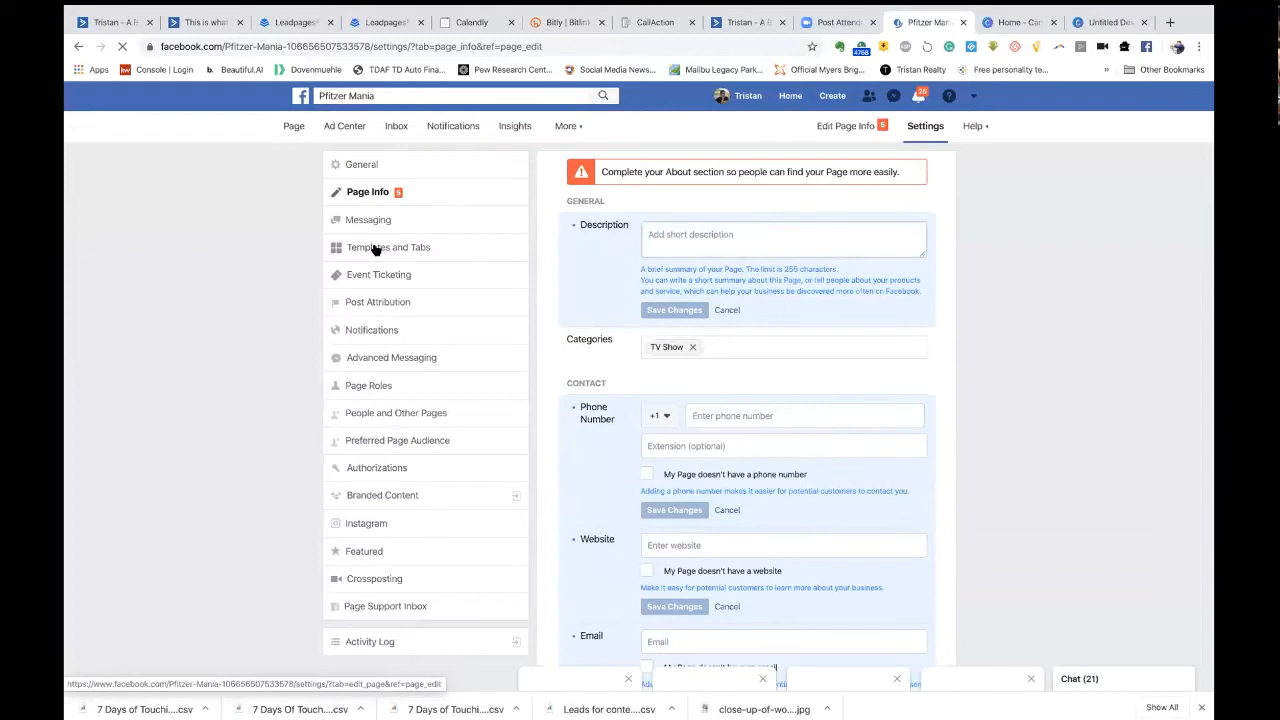 Tristan - A E
This is wha
Leadpages®
Leadpages®
Calendly
Bitly | Bitlin
CallAction
Tristan - A E
Post Attend
Pfitzer Man
Home - Can
Untitled De
facebook.com/Pfitzer-Mania-106656507533578/settings/?tab=page_info&ref=page_edit
4768
Apps
Console | Login
Beautiful.AI
Dovenmuehle
TDAF TD Auto Fina...
Pew Research Cent...
Social Media News...
Malibu Legacy Park...
Official Myers Brig...
Tristan Realty
Free personality te...
»
Other Bookmarks
Pfitzer Mania
Tristan
Home
Create
26
Page
Ad Center
Inbox
Notifications
Insights
More
Edit Page Info 5
Settings
Help
General
Page Info 5
Messaging
Templates and Tabs
Event Ticketing
Post Attribution
Notifications
Advanced Messaging
Page Roles
People and Other Pages
Preferred Page Audience
Authorizations
Branded Content
Instagram
Featured
Crossposting
Page Support Inbox
Activity Log
Complete your About section so people can find your Page more easily.
GENERAL
Description
Add short description
A brief summary of your Page. The limit is 255 characters.
You can write a short summary about this Page, or tell people about your products
and service, which can help your business be discovered more often on Facebook.
Save Changes
Cancel
Categories
TV Show
CONTACT
Phone
Number
+1
Enter phone number
Extension (optional)
My Page doesn't have a phone number
Adding a phone number makes it easier for potential customers to contact you.
Save Changes
Cancel
Website
Enter website
My Page doesn't have a website
Make it easy for potential customers to learn more about your business.
Save Changes
Cancel
Email
Email
Chat (21)
https://www.facebook.com/Pfitzer-Mania-106656507533578/settings/?tab=edit_page&ref=page_edit
7 Days of Touchi....csv
7 Days Of Touch....csv
7 Days of Touchi....csv
Leads for conte....csv
close-up-of-wo....jpg
Show All